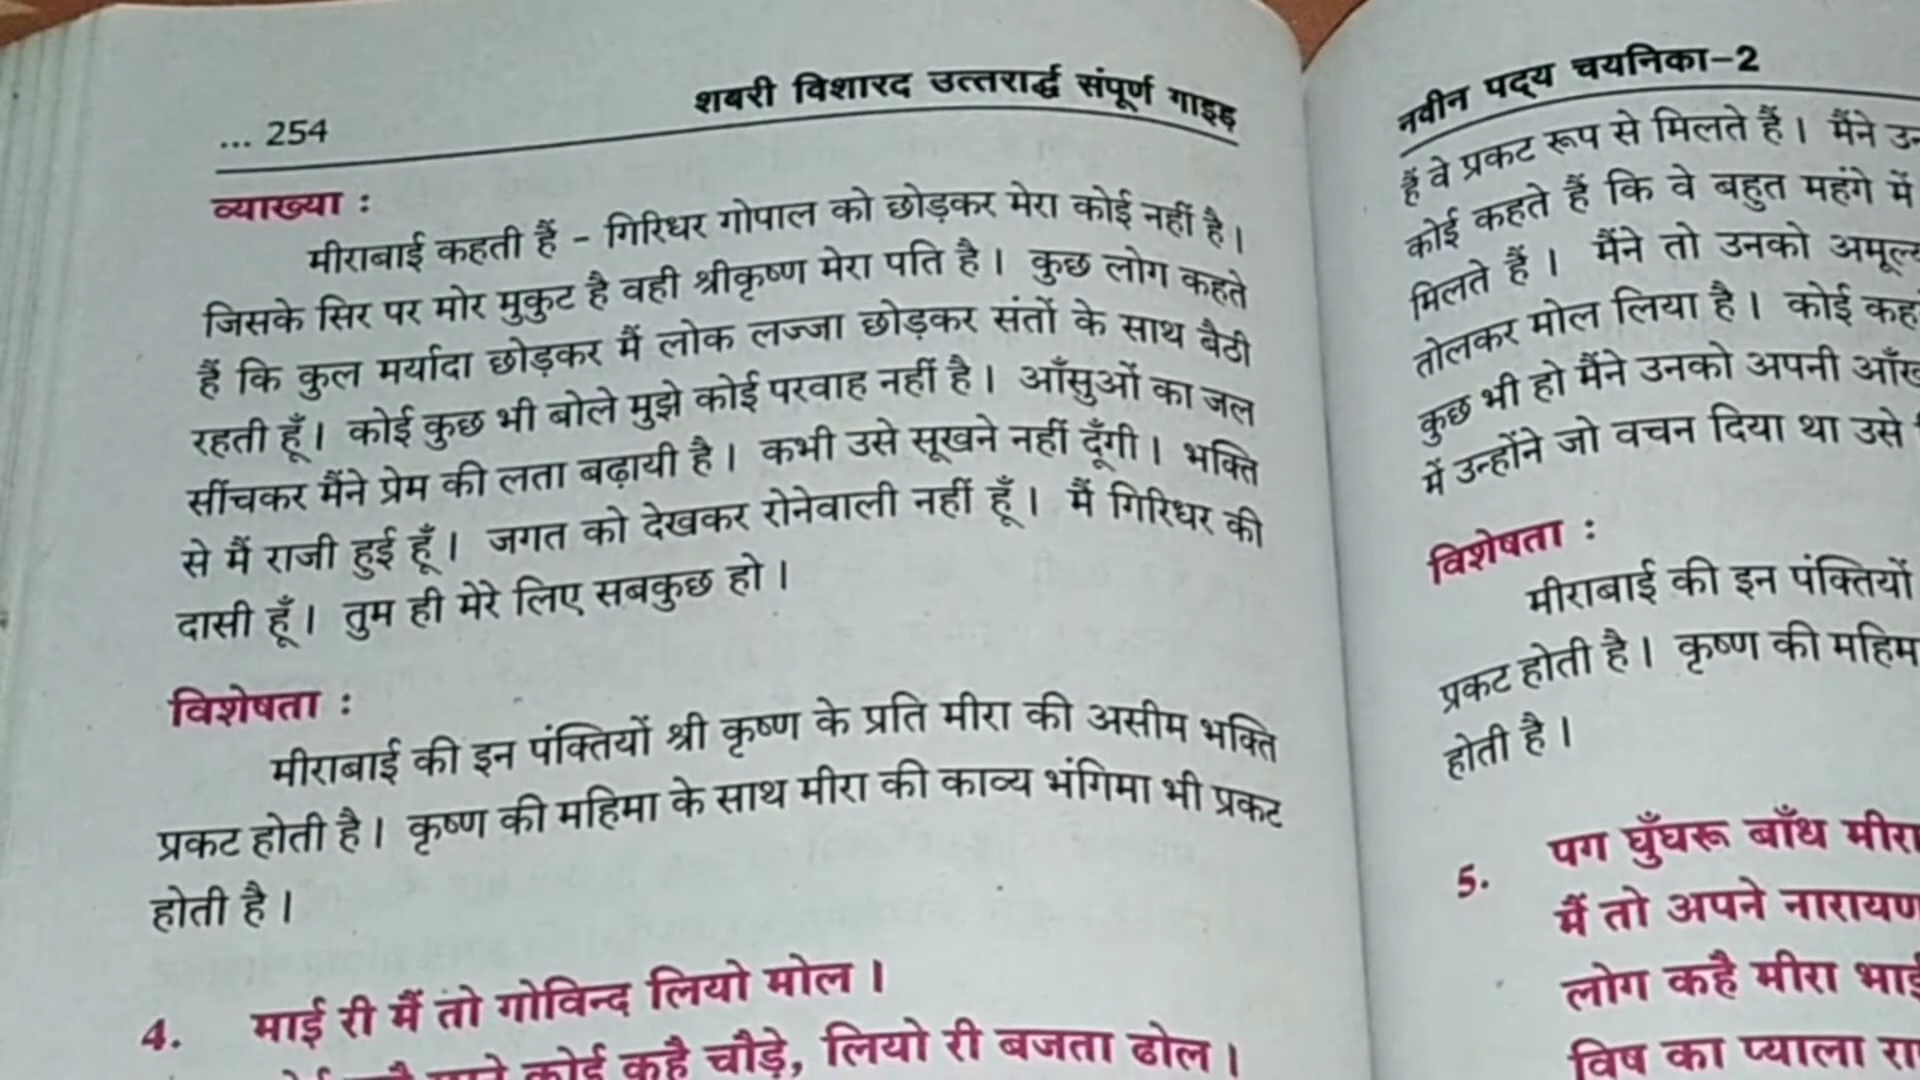 ... 254
शबरी विशारद उत्तरार्द्ध संपूर्ण गाइड
व्याख्या :
मीराबाई कहती हैं - गिरिधर गोपाल को छोड़कर मेरा कोई नहीं है।
जिसके सिर पर मोर मुकुट है वही श्रीकृष्ण मेरा पति है। कुछ लोग कहते
हैं कि कुल मर्यादा छोड़कर मैं लोक लज्जा छोड़कर संतों के साथ बैठी
रहती हूँ। कोई कुछ भी बोले मुझे कोई परवाह नहीं है। आँसुओं का जल
सींचकर मैंने प्रेम की लता बढ़ायी है। कभी उसे सूखने नहीं दूँगी। भक्ति
से मैं राजी हुई हूँ। जगत को देखकर रोनेवाली नहीं हूँ। मैं गिरिधर की
दासी हूँ। तुम ही मेरे लिए सबकुछ हो।
विशेषता :
मीराबाई की इन पंक्तियों श्री कृष्ण के प्रति मीरा की असीम भक्ति
प्रकट होती है। कृष्ण की महिमा के साथ मीरा की काव्य भंगिमा भी प्रकट
होती है।
4. माई री मैं तो गोविन्द लियो मोल।
कोई कहै चौड़े, लियो री बजता ढोल।
नवीन पद्य चयनिका-2
हैं वे प्रकट रूप से मिलते हैं। मैंने
कोई कहते हैं कि वे बहुत महंगे में
मिलते हैं। मैंने तो उनको
तोलकर मोल लिया है। कोई
कुछ भी हो मैंने उनको अपनी
में उन्होंने जो वचन दिया था उसे
विशेषता :
मीराबाई की इन पंक्तियों
प्रकट होती है। कृष्ण की
होती है।
5. पग घुँघरू बाँध मीरा
मैं तो अपने नारायण
लोग कहै मीरा
विष का प्याला